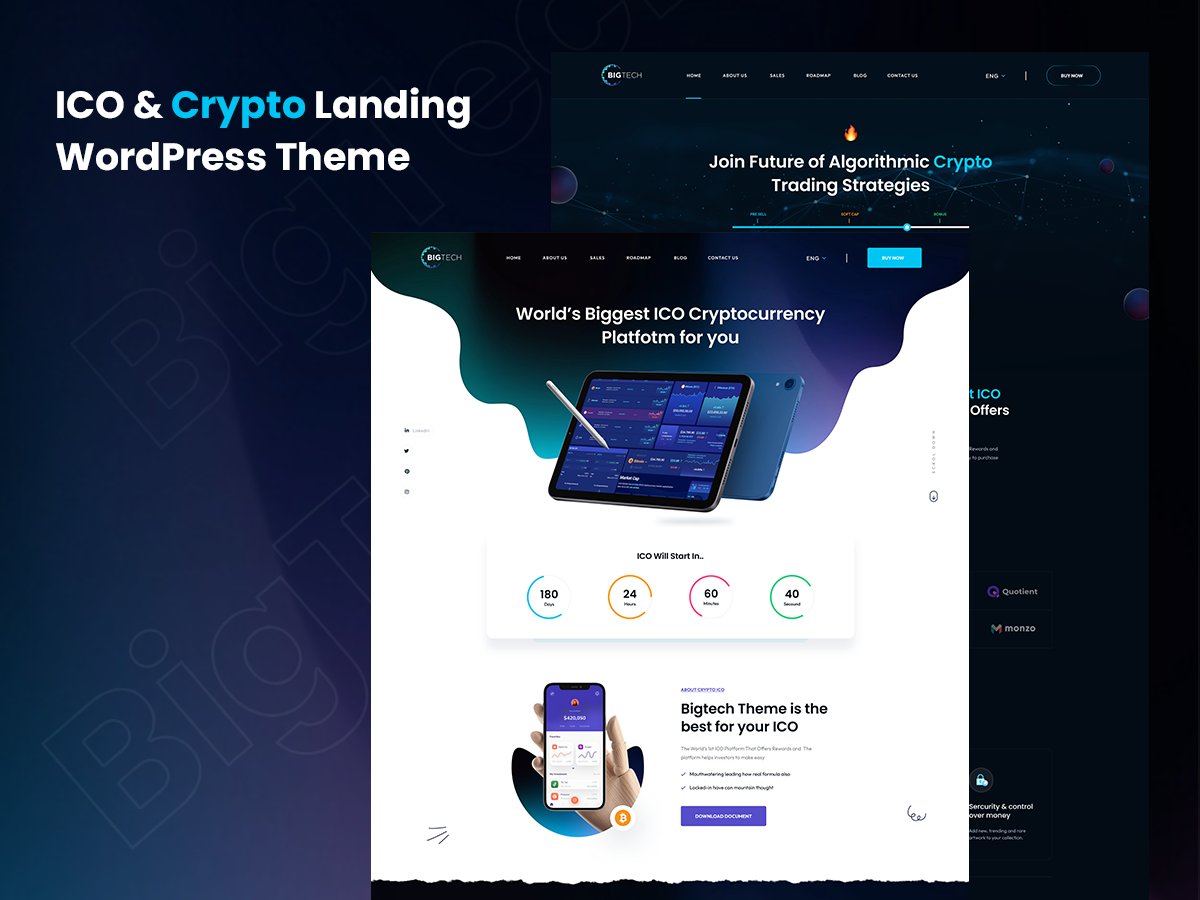 ICO & Crypto Landing
WordPress Theme
BIGTECH
HOME
ABOUT US
SALES
ROADMAP
BLOG
CONTACT US
ENG
BUY NOW
Join Future of Algorithmic Crypto
Trading Strategies
PRE SELL
SOFT CAP
BONUS
BIGTECH
HOME
ABOUT US
SALES
ROADMAP
BLOG
CONTACT US
ENG
BUY NOW
World's Biggest ICO Cryptocurrency
Platfotm for you
Market Cap
LinkedIn
SCROLL DOWN
t ICO
Offers
Rewards and
y to purchase
ICO Will Start In..
180
Days
24
Hours
60
Minutes
40
Secound
Quotient
monzo
$420,050
ABOUT CRYPTO ICO
Bigtech Theme is the
best for your ICO
The World's 1st ICO Platform That Offers Rewards and The
platform helps investors to make easy
Mouthwatering leading how real formula also
Locked-in have can mountain thought
DOWNLOAD DOCUMENT
Sercurity & control
over money
Add new, trending and rare
artwork to your collection.
BigTec
BigT